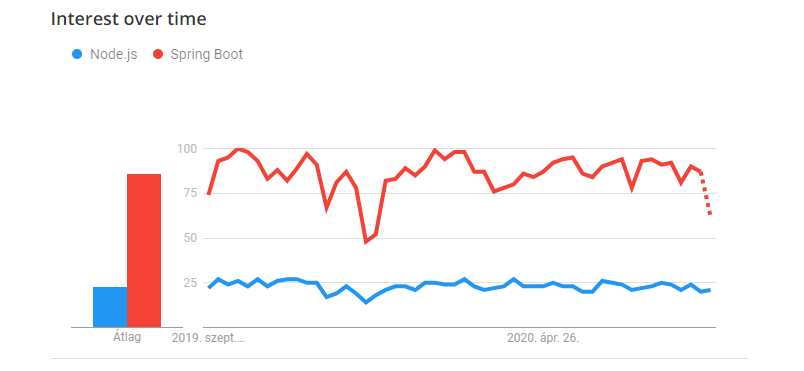 Interest over time
Node.js Spring Boot
100
75
50
25
Átlag 2019. szept.... 2020. ápr. 26.